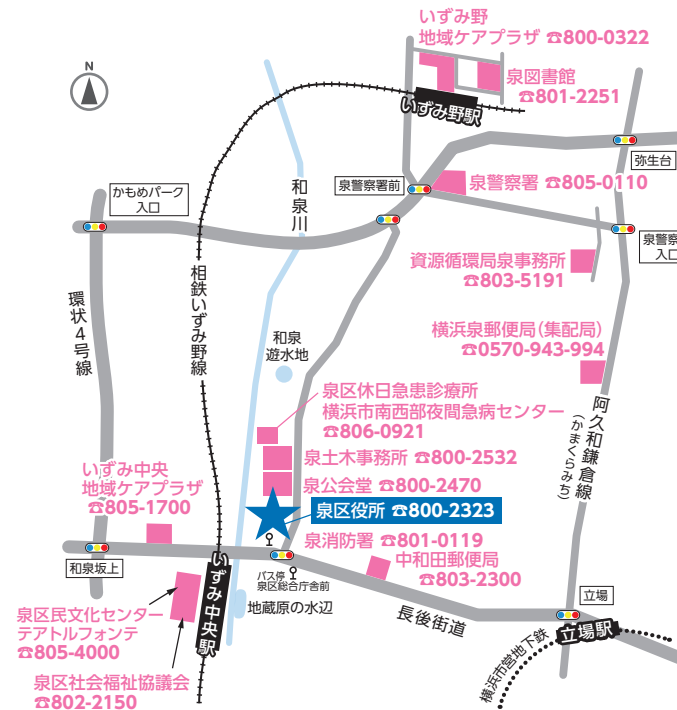 いずみ野
地域ケアプラザ ☎800-0322
N
泉図書館
☎801-2251
いずみ野駅
弥生台
かもめパーク
入口
和泉川
泉警察署前
泉警察署 ☎805-0110
泉警察
入口
相鉄いずみ野線
資源循環局泉事務所
☎803-5191
環状4号線
横浜泉郵便局(集配局)
☎0570-943-994
和泉
遊水地
泉区休日急患診療所
横浜市南西部夜間急病センター
☎806-0921
阿久和鎌倉線
(かまくらみち)
泉土木事務所 ☎800-2532
いずみ中央
地域ケアプラザ
☎805-1700
泉公会堂 ☎800-2470
泉区役所 ☎800-2323
泉消防署 ☎801-0119
中和田郵便局
☎803-2300
和泉坂上
いずみ中央駅
バス停
泉区総合庁舎前
地蔵原の水辺
長後街道
立場
立場駅
横浜市営地下鉄
泉区民文化センター
テアトルフォンテ
☎805-4000
泉区社会福祉協議会
☎802-2150